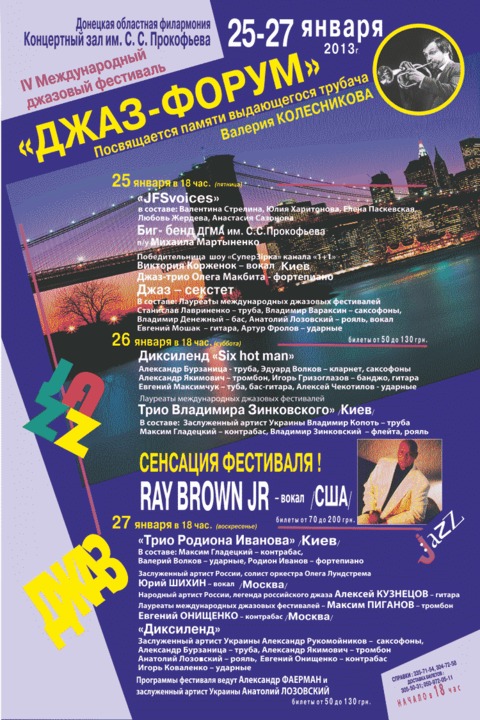 Донецкая областная филармония
Концертный зал им. С. С. Прокофьева
25-27 января
2013г
IV Международный
джазовый фестиваль
«ДЖАЗ-ФОРУМ»
Посвящается памяти выдающегося трубача
Валерия КОЛЕСНИКОВА
25 января в 18 час. (пятница)
«JFSvoices»
в составе: Валентина Стрелина, Юлия Харитонова, Елена Паскевская,
Любовь Жердева, Анастасия Сазонова
Биг- бенд ДГМА им. С.С.Прокофьева
п/у Михаила Мартыненко
Победительница шоу «СуперЗірка» канала «1+1»
Виктория Корженок – вокал /Киев/
Джаз-трио Олега Макбита - фортепиано
Джаз – секстет
В составе: Лауреаты международных джазовых фестивалей
Станислав Лавриненко – труба, Владимир Вараксин – саксофоны,
Владимир Денежный – бас, Анатолий Лозовский – рояль, вокал
Евгений Мошак – гитара, Артур Фролов – ударные
билеты от 50 до 130 грн.
26 января в 18 час. (суббота)
Диксиленд «Six hot man»
Александр Бурзаница - труба, Эдуард Волков – кларнет, саксофоны
Александр Якимович – тромбон, Игорь Гризоглазов – банджо, гитара
Евгений Максимчук – туба, бас-гитара, Алексей Чекотилов - ударные
Лауреаты международных джазовых фестивалей
Трио Владимира Зинковского» /Киев/
В составе: Заслуженный артист Украины Владимир Копоть – труба
Максим Гладецкий – контрабас, Владимир Зинковский – флейта, рояль
JAZZ
СЕНСАЦИЯ ФЕСТИВАЛЯ !
RAY BROWN JR – вокал /США/
билеты от 70 до 200 грн.
jazz
27 января в 18 час. (воскресенье)
«Трио Родиона Иванова» /Киев/
В составе: Максим Гладецкий – контрабас,
Валерий Волков – ударные, Родион Иванов – фортепиано
Заслуженный артист России, солист оркестра Олега Лундстрема
Юрий ШИХИН – вокал /Москва/
Народный артист России, легенда российского джаза Алексей КУЗНЕЦОВ – гитара
Лауреаты международных джазовых фестивалей – Максим ПИГАНОВ – тромбон
Евгений ОНИЩЕНКО – контрабас /Москва/
«Диксиленд»
Заслуженный артист Украины Александр Рукомойников – саксофоны,
Александр Бурзаница – труба, Александр Якимович – тромбон
Анатолий Лозовский – рояль, Евгений Онищенко – контрабас
Игорь Коваленко – ударные
Программы фестиваля ведут Александр ФАЕРМАН и
заслуженный артист Украины Анатолий ЛОЗОВСКИЙ
билеты от 50 до 130 грн.
ДЖАЗ
СПРАВКИ : 335-71-54,
ДОСТАВКА БИЛЕТОВ :
НАЧАЛО в 18 час